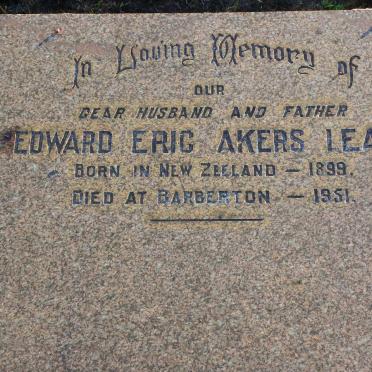 In Loving Memory of
OUR
DEAR HUSBAND AND FATHER
EDWARD ERIC AKERS LEA
BORN IN NEW ZEELAND — 1899.
DIED AT BARBERTON — 1951.